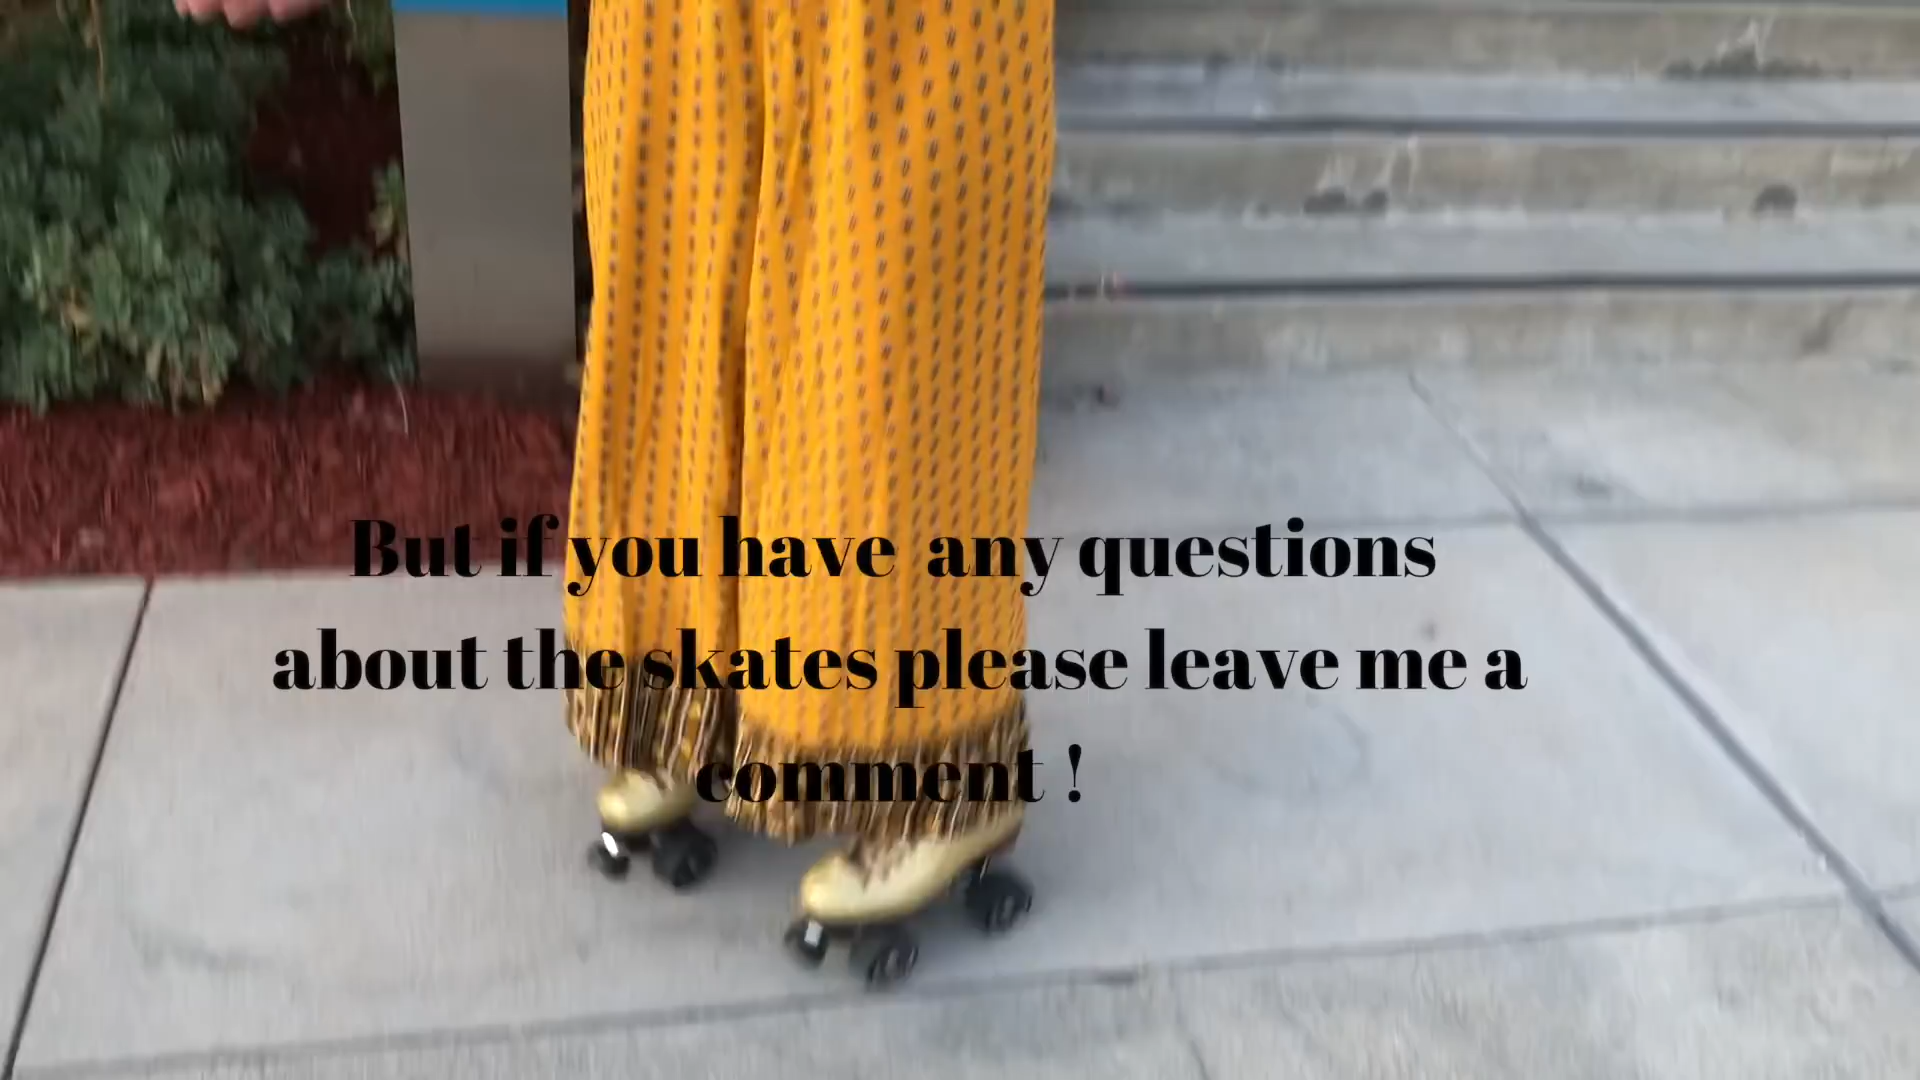 But if you have any questions
about the skates please leave me a
comment !